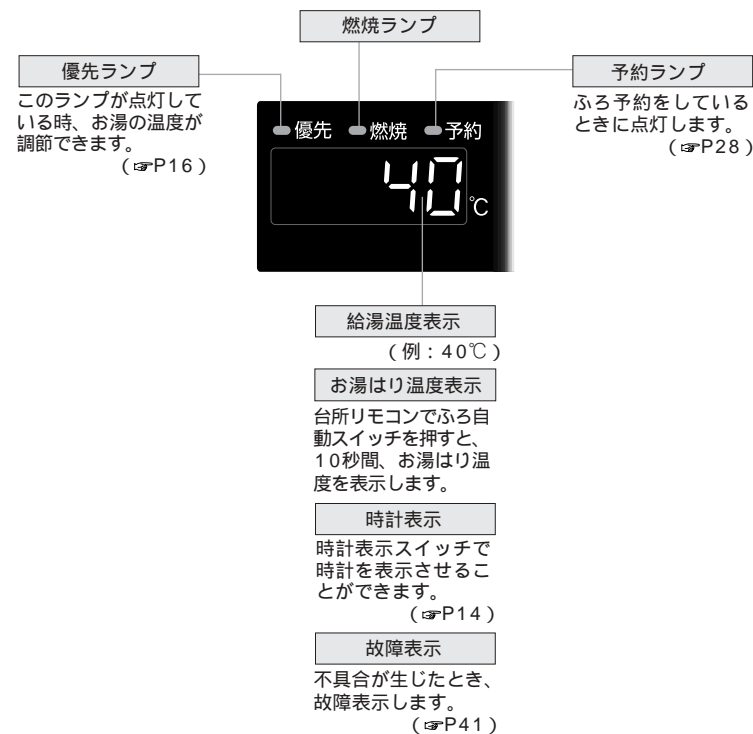 燃焼ランプ
優先ランプ
このランプが点灯して
いる時、お湯の温度が
調節できます。
(☞P16)
予約ランプ
ふろ予約をしている
ときに点灯します。
(☞P28)
優先 燃焼 予約
40℃
給湯温度表示
(例:40℃)
お湯はり温度表示
台所リモコンでふろ自
動スイッチを押すと、
10秒間、お湯はり温
度を表示します。
時計表示
時計表示スイッチで
時計を表示させるこ
とができます。
(☞P14)
故障表示
不具合が生じたとき、
故障表示します。
(☞P41)